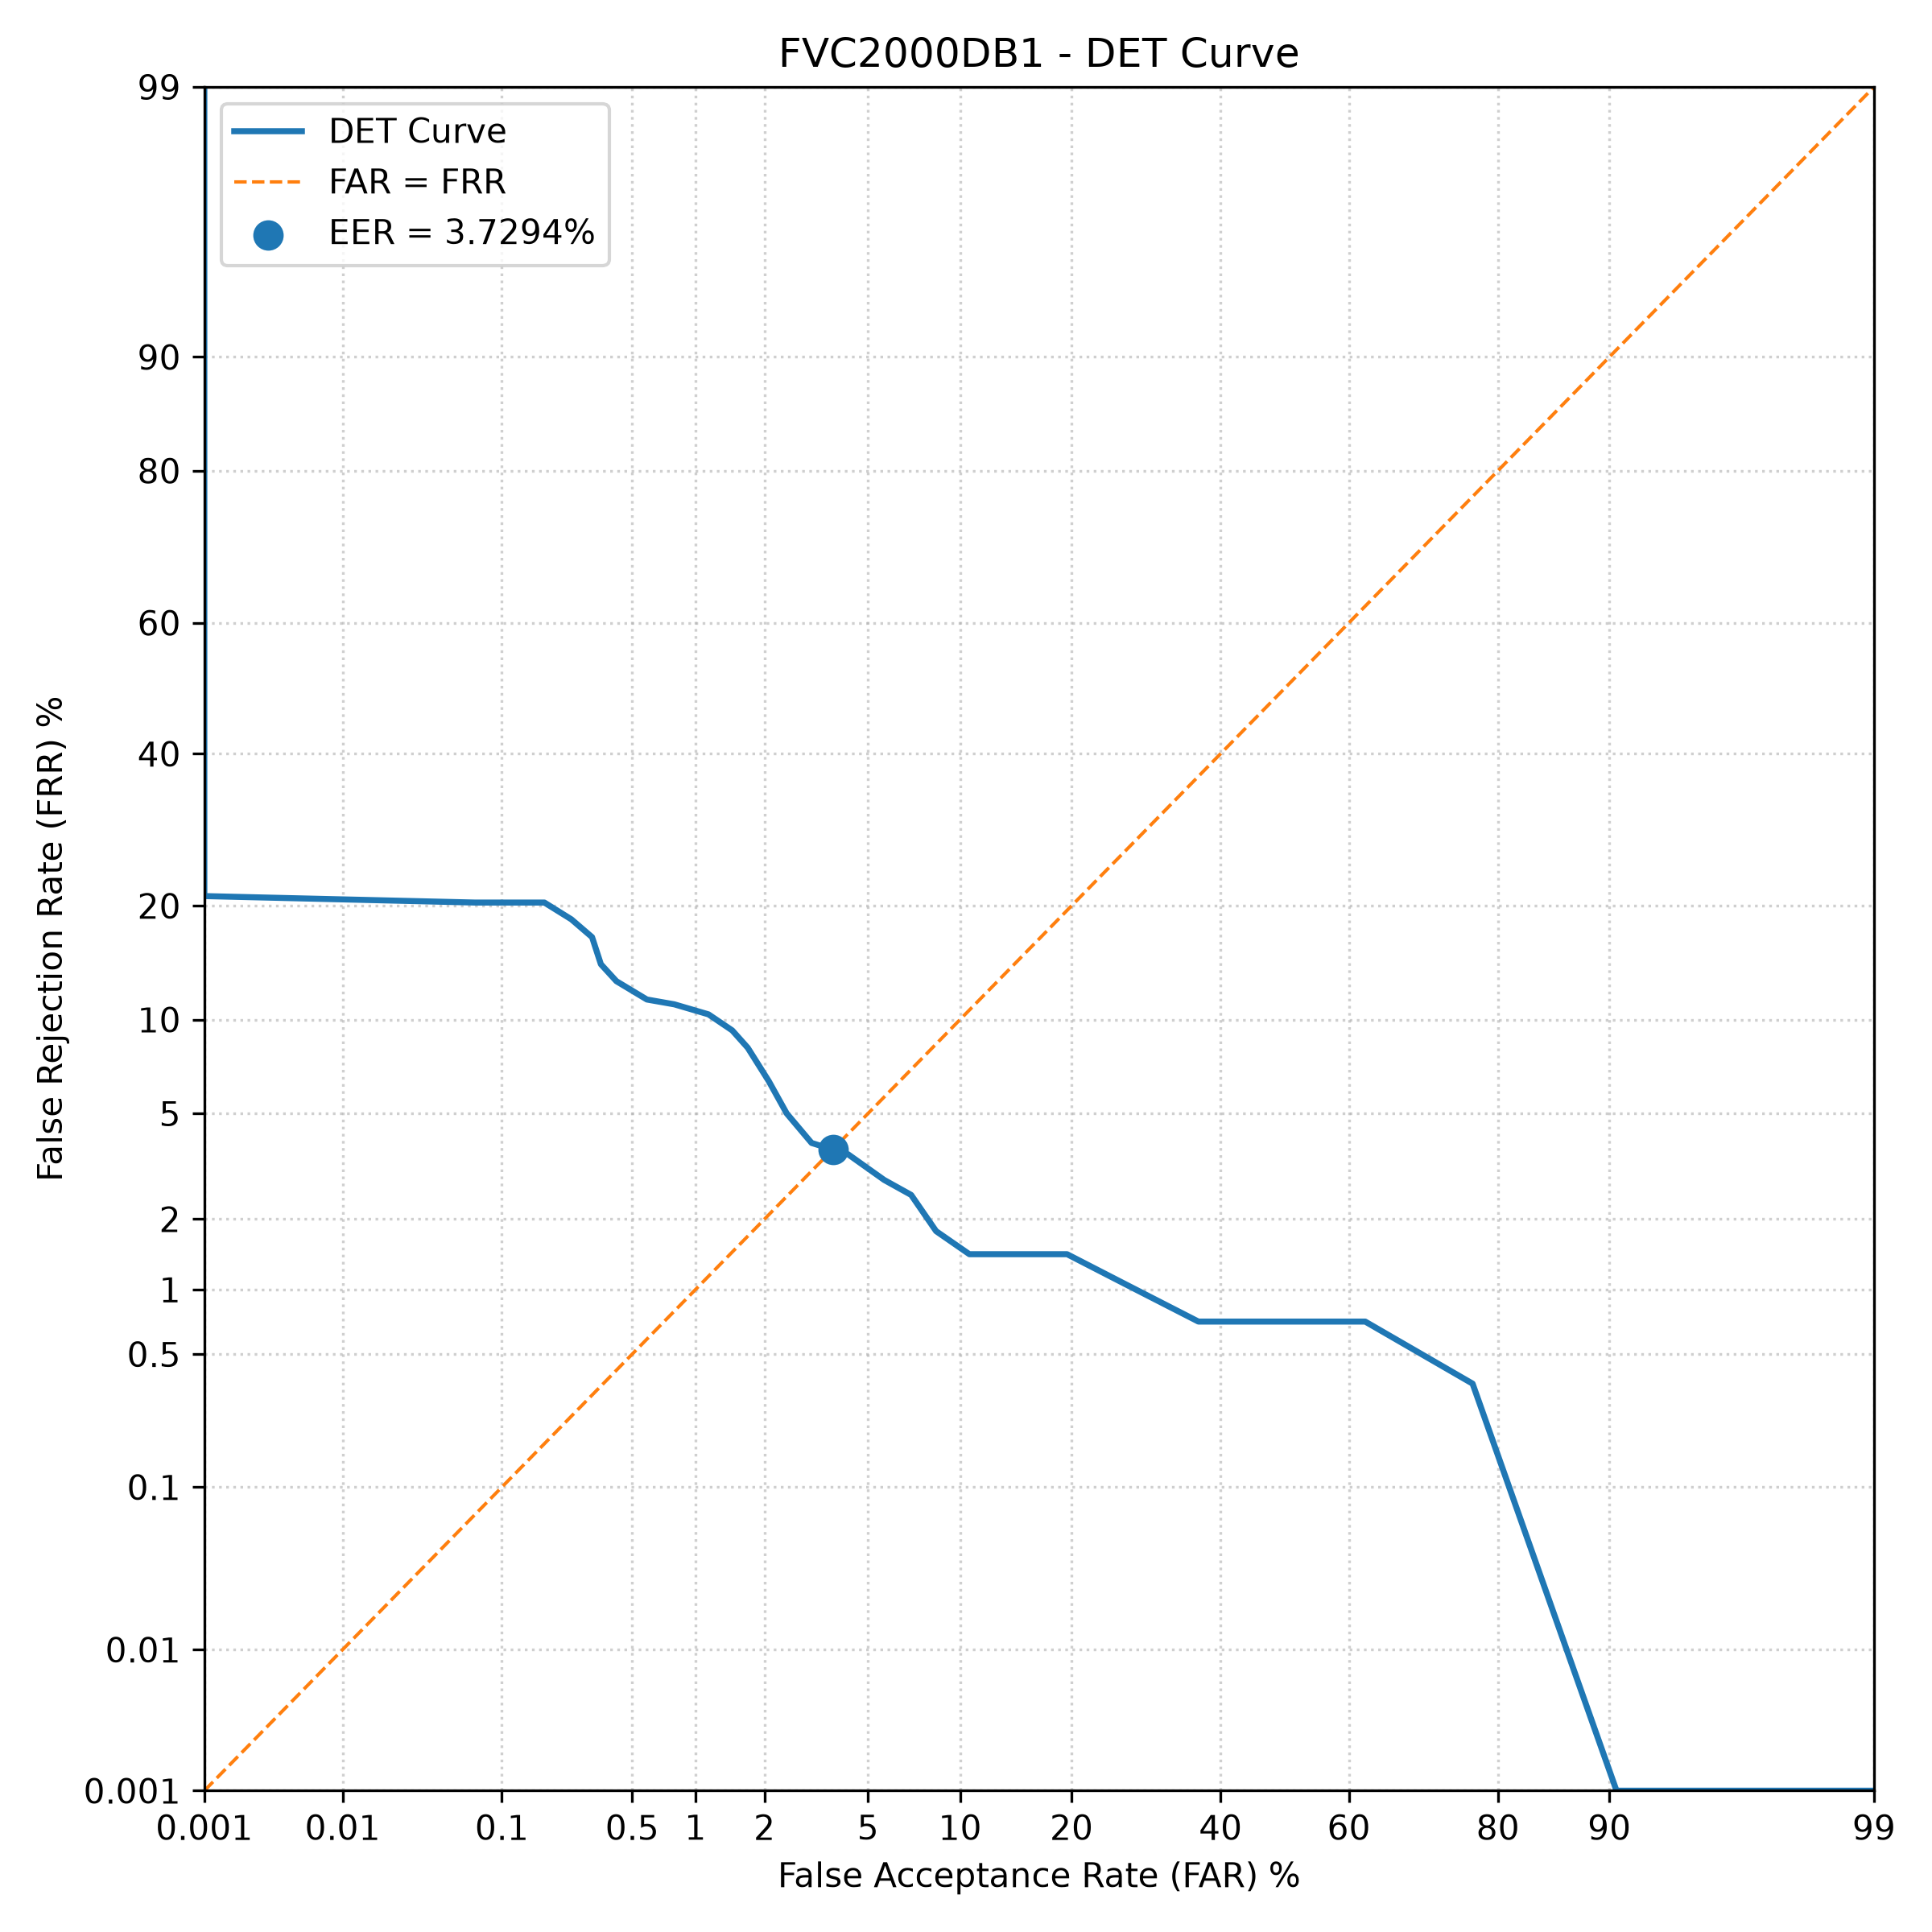 FVC2000DB1 - DET Curve
DET Curve
FAR = FRR
EER = 3.7294%
False Rejection Rate (FRR) %
99
90
80
60
40
20
10
5
2
1
0.5
0.1
0.01
0.001
0.001 0.01 0.1 0.5 1 2 5 10 20 40 60 80 90 99
False Acceptance Rate (FAR) %